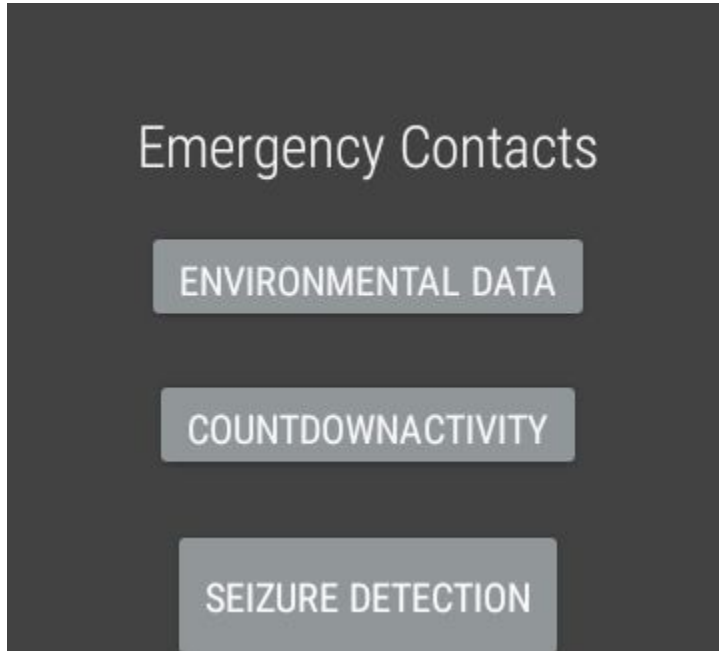 Emergency Contacts
ENVIRONMENTAL DATA
COUNTDOWNACTIVITY
SEIZURE DETECTION